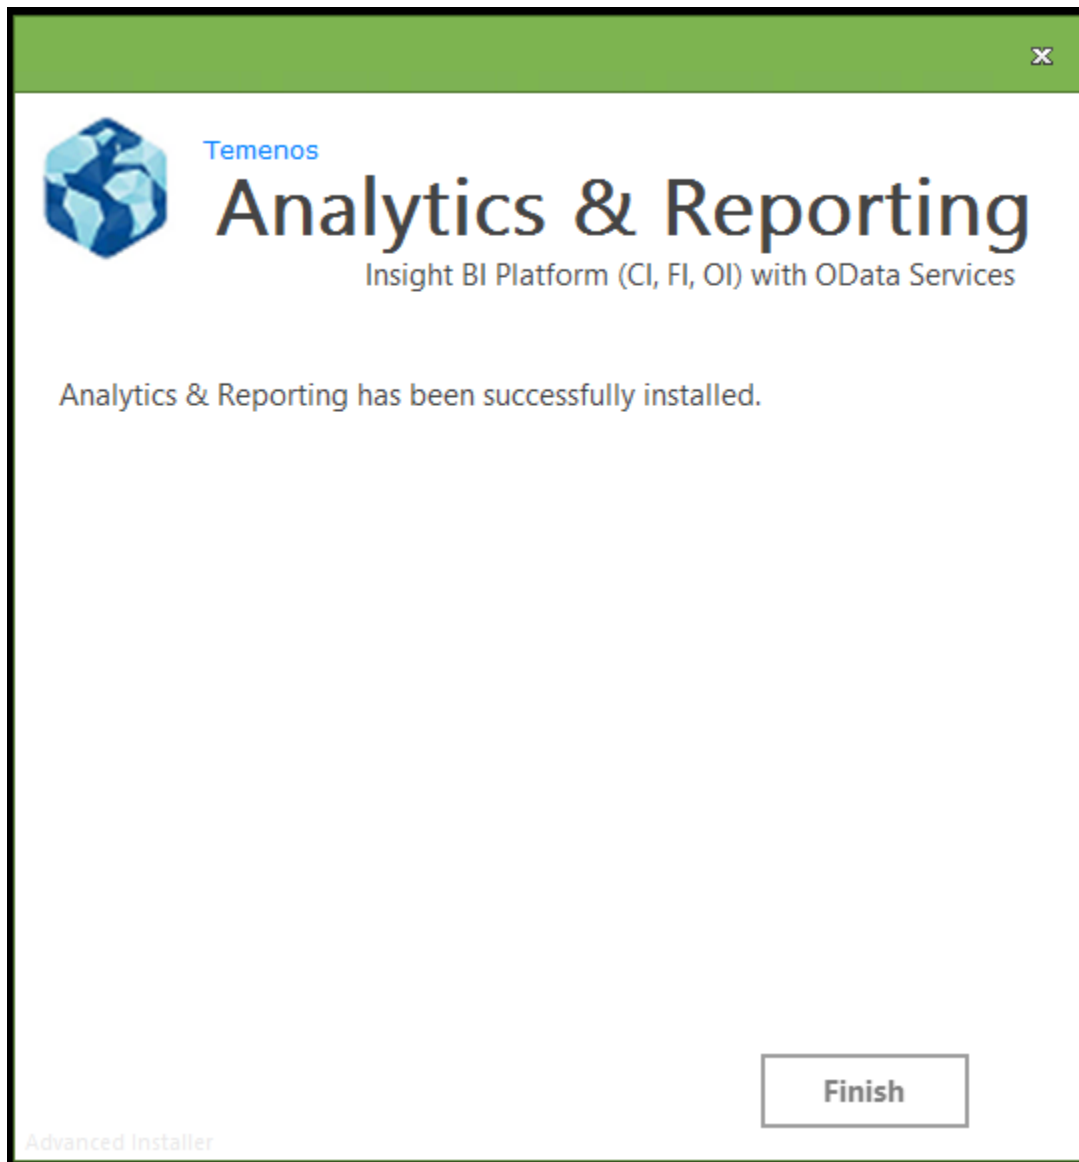 Temenos
Analytics & Reporting
Insight BI Platform (CI, FI, OI) with OData Services
Analytics & Reporting has been successfully installed.
Finish
Advanced Installer